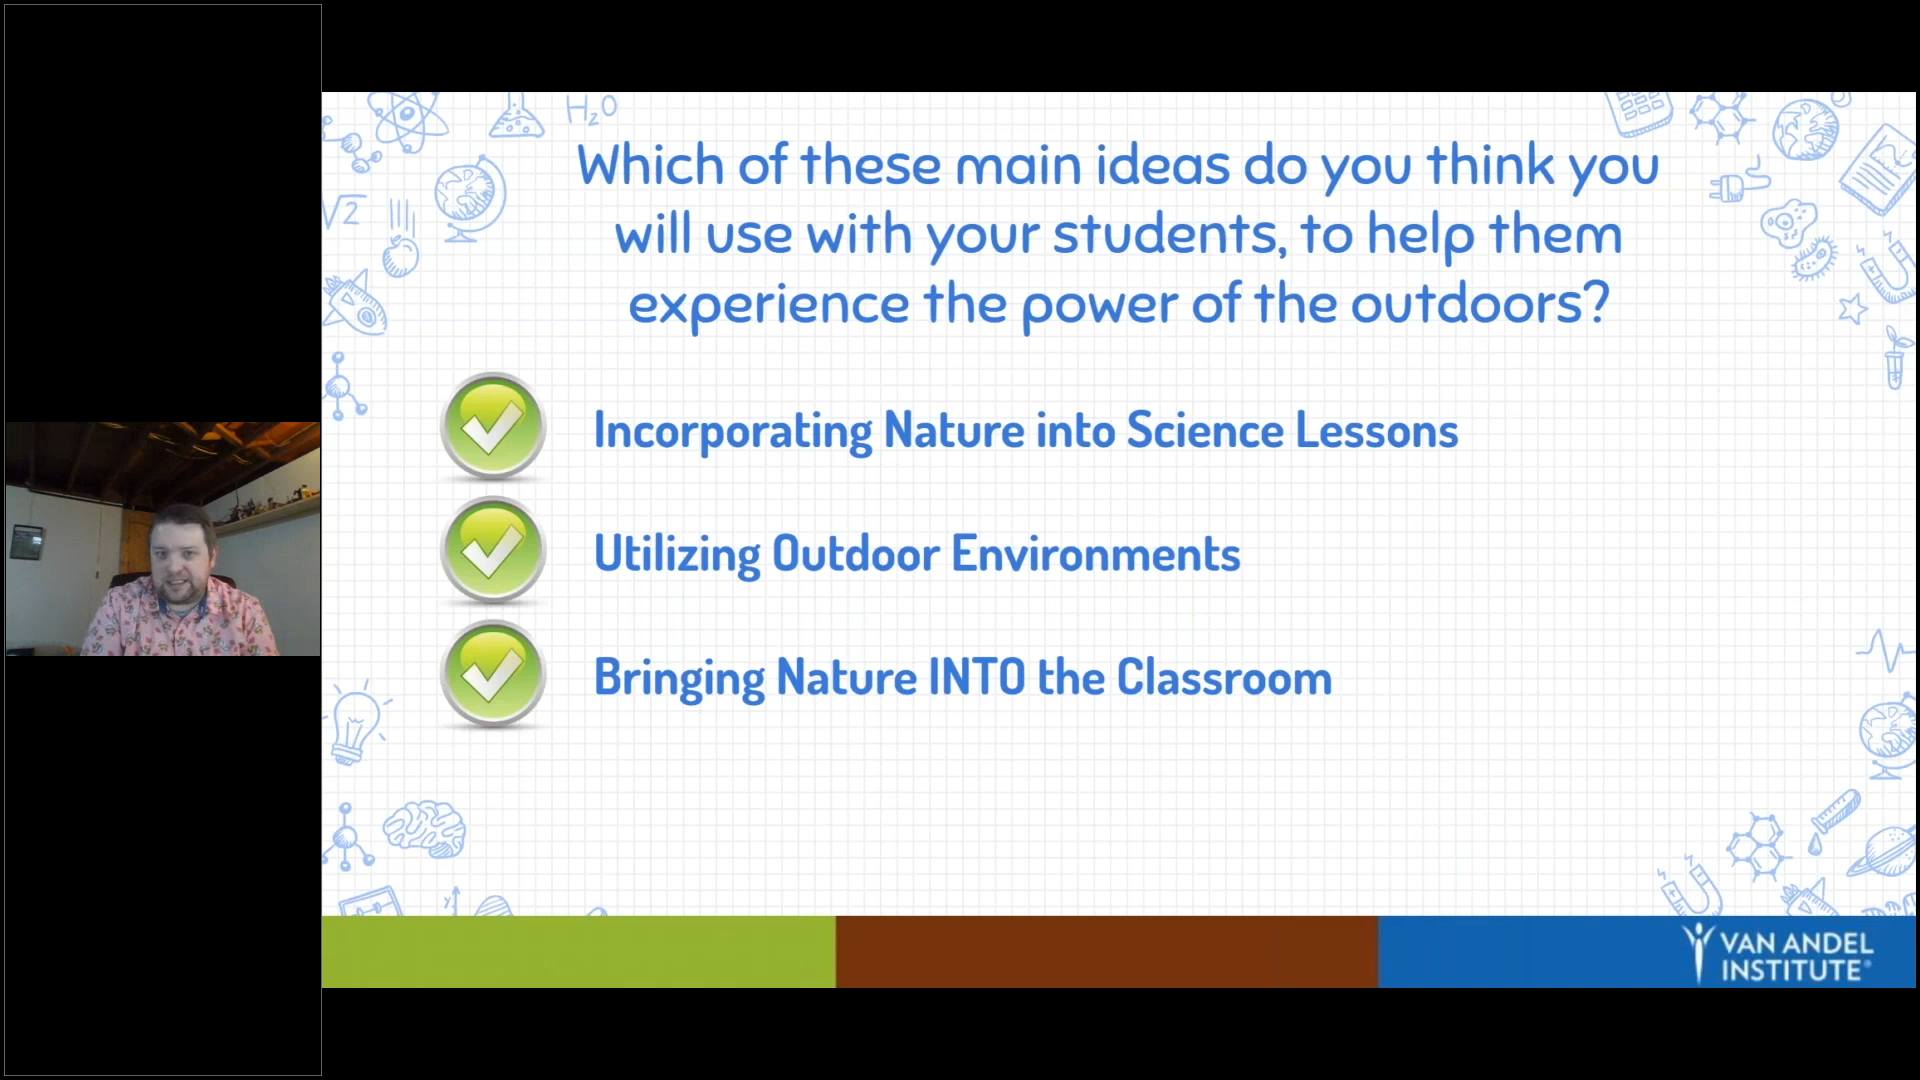 H₂O
√2
Which of these main ideas do you think you
will use with your students, to help them
experience the power of the outdoors?
Incorporating Nature into Science Lessons
Utilizing Outdoor Environments
Bringing Nature INTO the Classroom
y
VAN ANDEL
INSTITUTE®